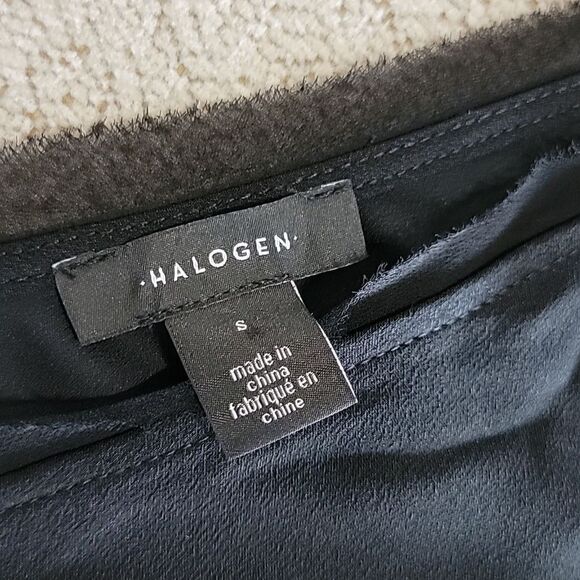 ·HALOGEN·
S
made in
china
fabriqué en
chine